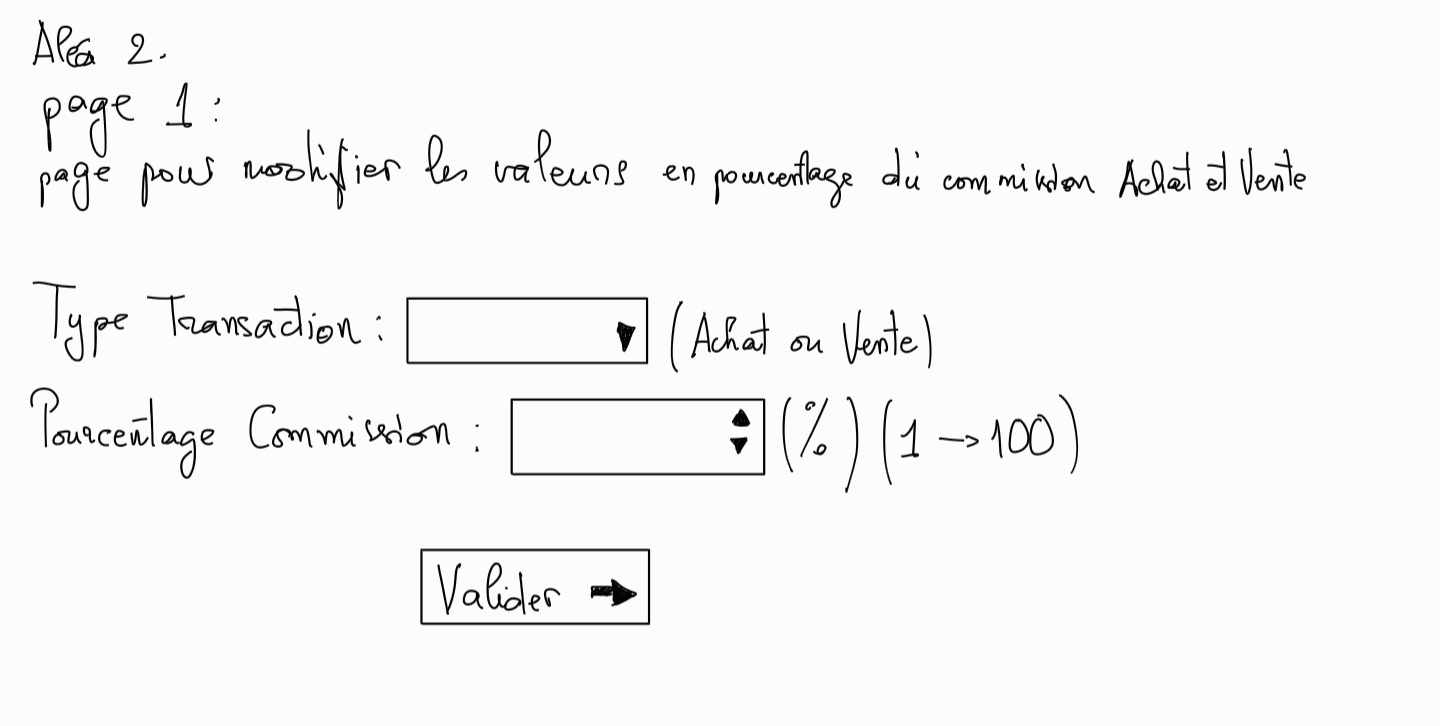 Aléa 2.
page 1 :
page pour modifier les valeurs en pourcentage du commission Achat et Vente
Type Transaction : (Achat ou Vente)
Pourcentage Commission : (%) (1 → 100)
Valider →